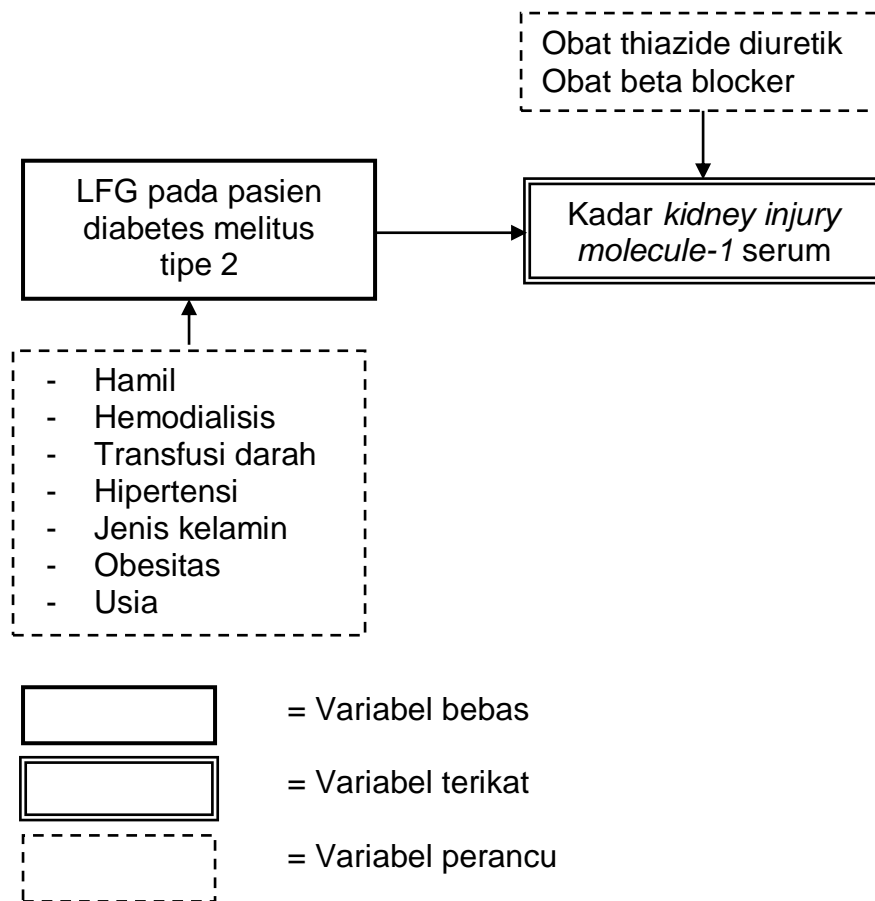 Obat thiazide diuretik
Obat beta blocker
LFG pada pasien
diabetes melitus
tipe 2
Kadar kidney injury
molecule-1 serum
- Hamil
- Hemodialisis
- Transfusi darah
- Hipertensi
- Jenis kelamin
- Obesitas
- Usia
= Variabel bebas
= Variabel terikat
= Variabel perancu